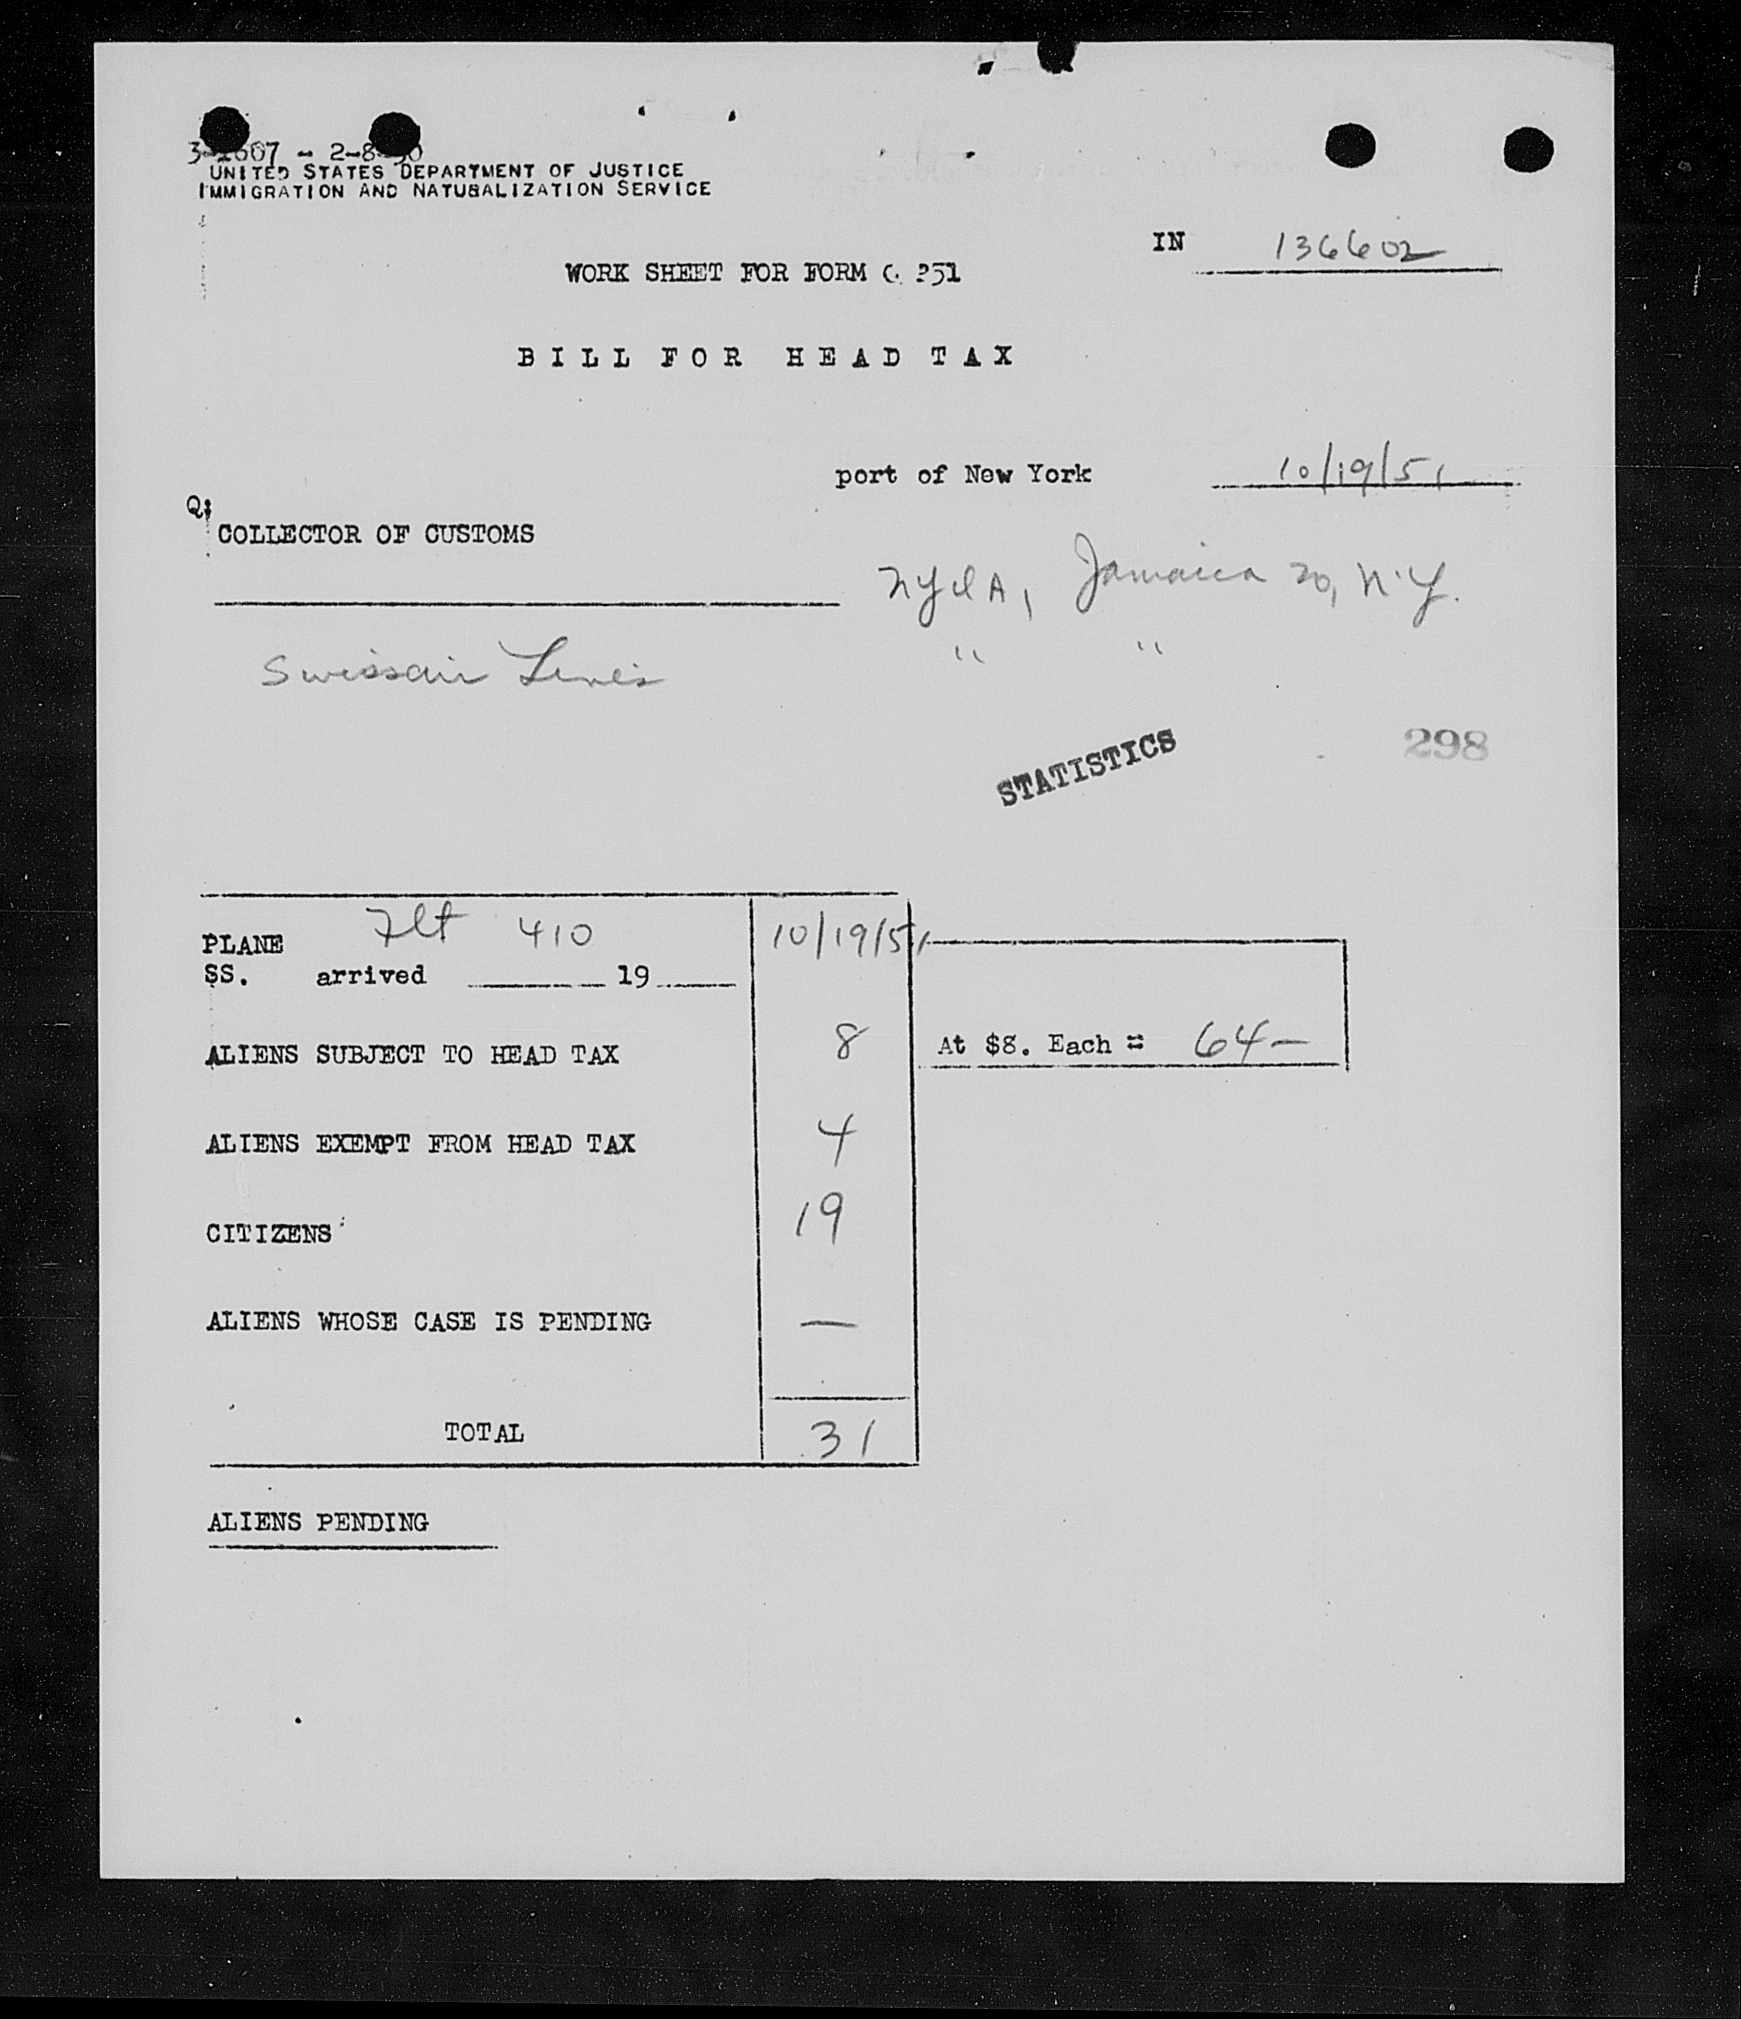 UNITED STATES DEPARTMENT OF JUSTICE
IMMIGRATION AND NATURALIZATION SERVICE
IN 136602
WORK SHEET FOR FORM
BILL FOR HEAD TAX
port of New York 10/19/51
COLLECTOR OF CUSTOMS
Jamaica 20, N.Y.
Swissair Lines " "
STATISTICS 298
PLANE Flt 410 10/19/51
SS. arrived 19
ALIENS SUBJECT TO HEAD TAX 8 At $8. Each = 64—
ALIENS EXEMPT FROM HEAD TAX 4
CITIZENS 19
ALIENS WHOSE CASE IS PENDING —
TOTAL 31
ALIENS PENDING